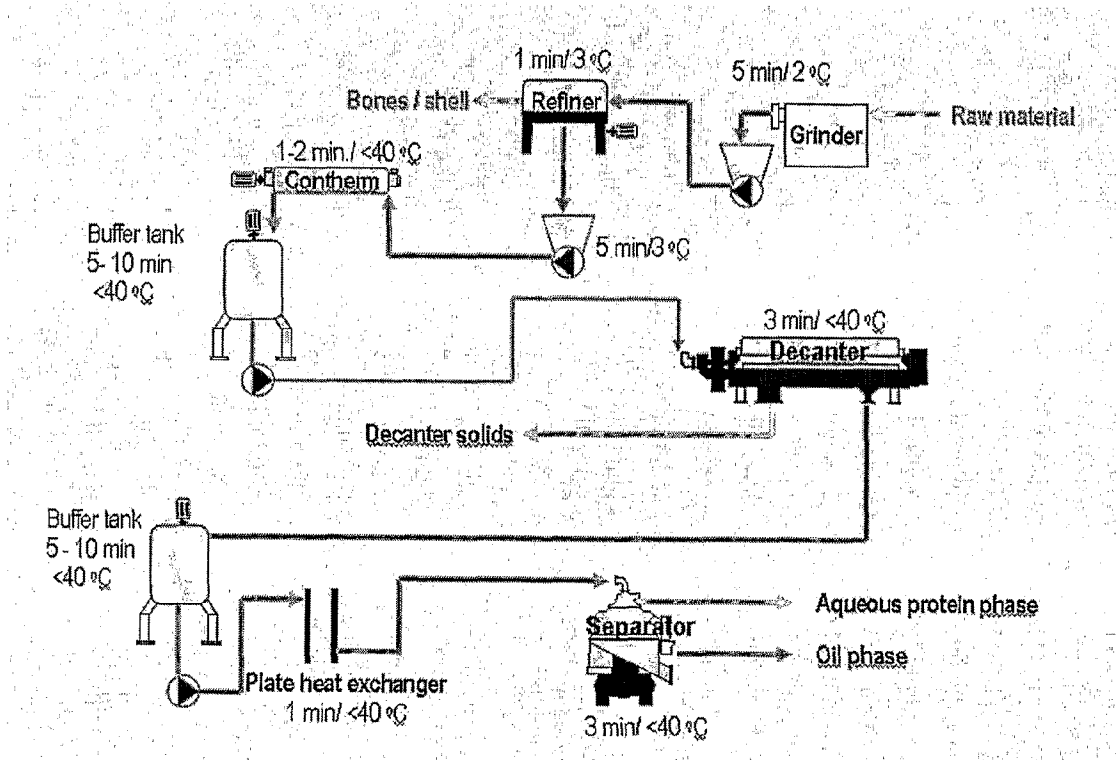 1 min/ 3 ºC
5 min/ 2 ºC
Bones / shell
Refiner
Grinder
Raw material
1-2 min./ <40 ºC
Contherm
Buffer tank
5- 10 min
<40 ºC
5 min/3 ºC
3 min/ <40 ºC
Decanter
Decanter solids
Buffer tank
5 - 10 min
<40 ºC
Separator
Aqueous protein phase
Oil phase
Plate heat exchanger
1 min/ <40 ºC
3 min/ <40 ºC